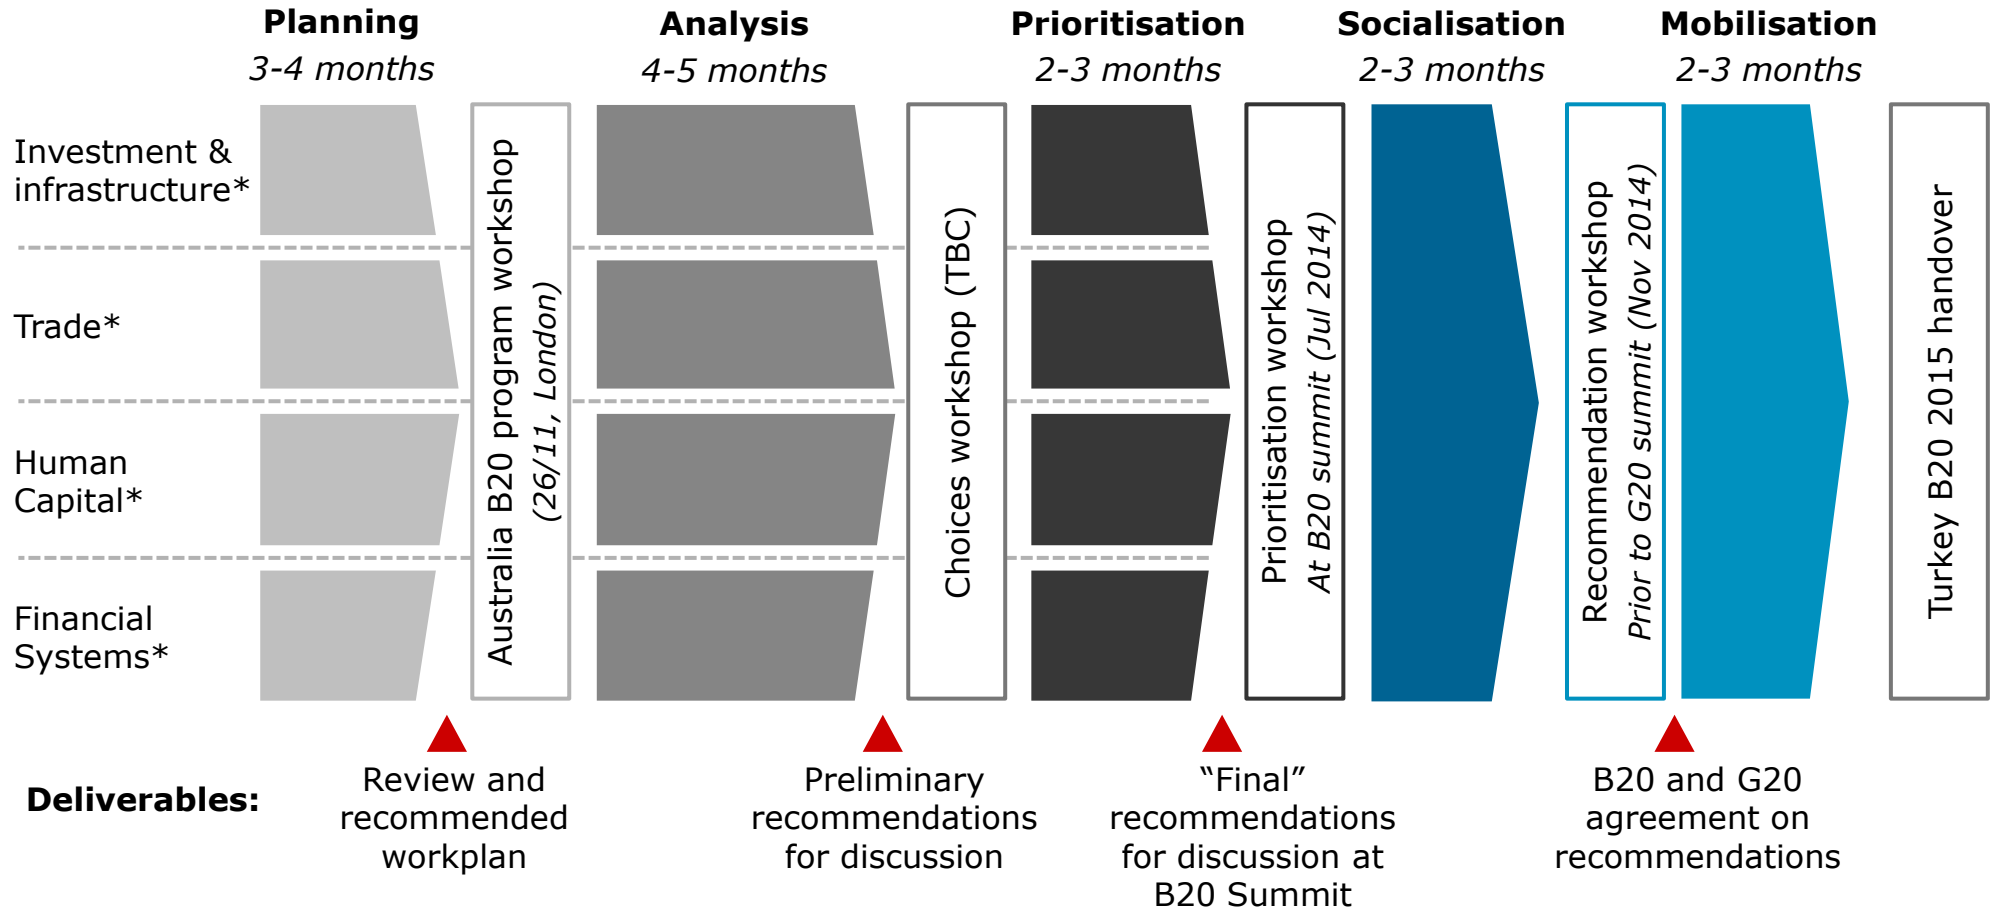 Planning
3-4 months
Analysis
4-5 months
Prioritisation
2-3 months
Socialisation
2-3 months
Mobilisation
2-3 months
Investment &
infrastructure*
Trade*
Human
Capital*
Financial
Systems*
Australia B20 program workshop
(26/11, London)
Choices workshop (TBC)
Prioritisation workshop
At B20 summit (Jul 2014)
Recommendation workshop
Prior to G20 summit (Nov 2014)
Turkey B20 2015 handover
Deliverables:
Review and
recommended
workplan
Preliminary
recommendations
for discussion
“Final”
recommendations
for discussion at
B20 Summit
B20 and G20
agreement on
recommendations